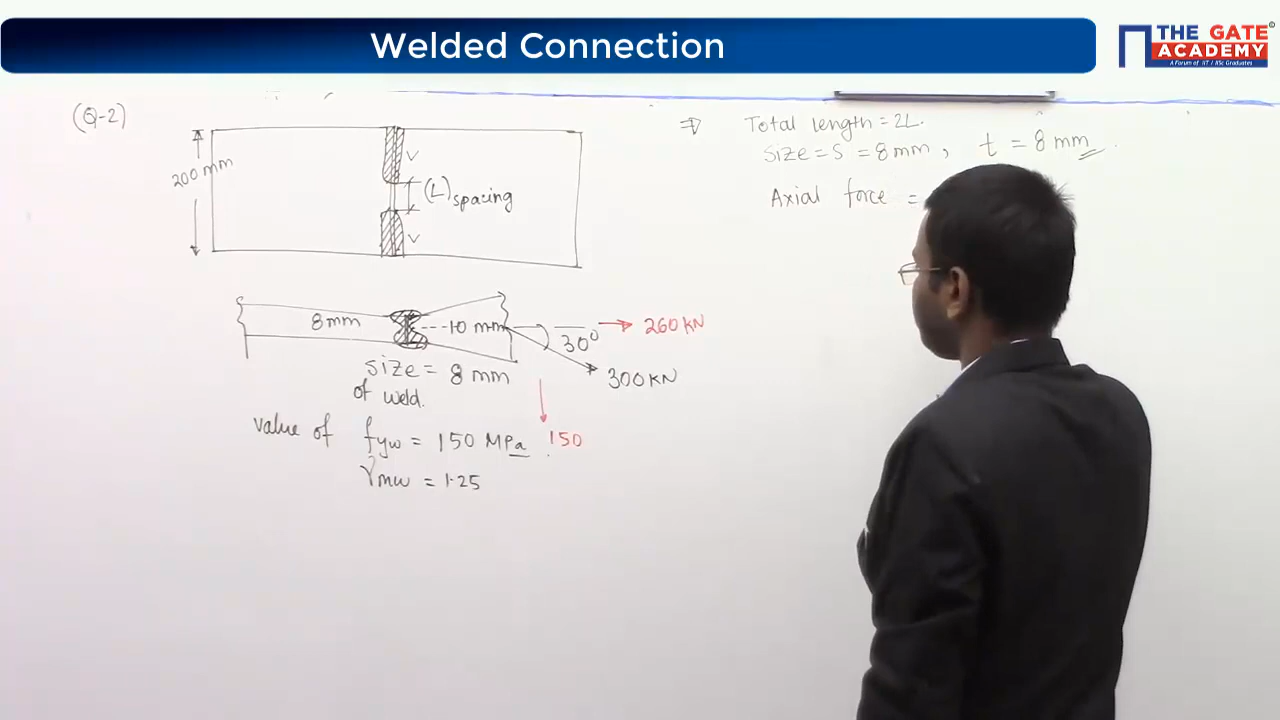 Welded Connection
THE GATE
ACADEMY
A Forum of IIT / IISc Graduates
(Q-2)
200 mm
V
(L) spacing
V
8mm
10 mm
30°
260 KN
300 KN
size = 8 mm
of weld.
150
value of fyw = 150 MPa
γmw = 1.25
⇒ Total length = 2L.
size = S = 8 mm, t = 8 mm
Axial force =